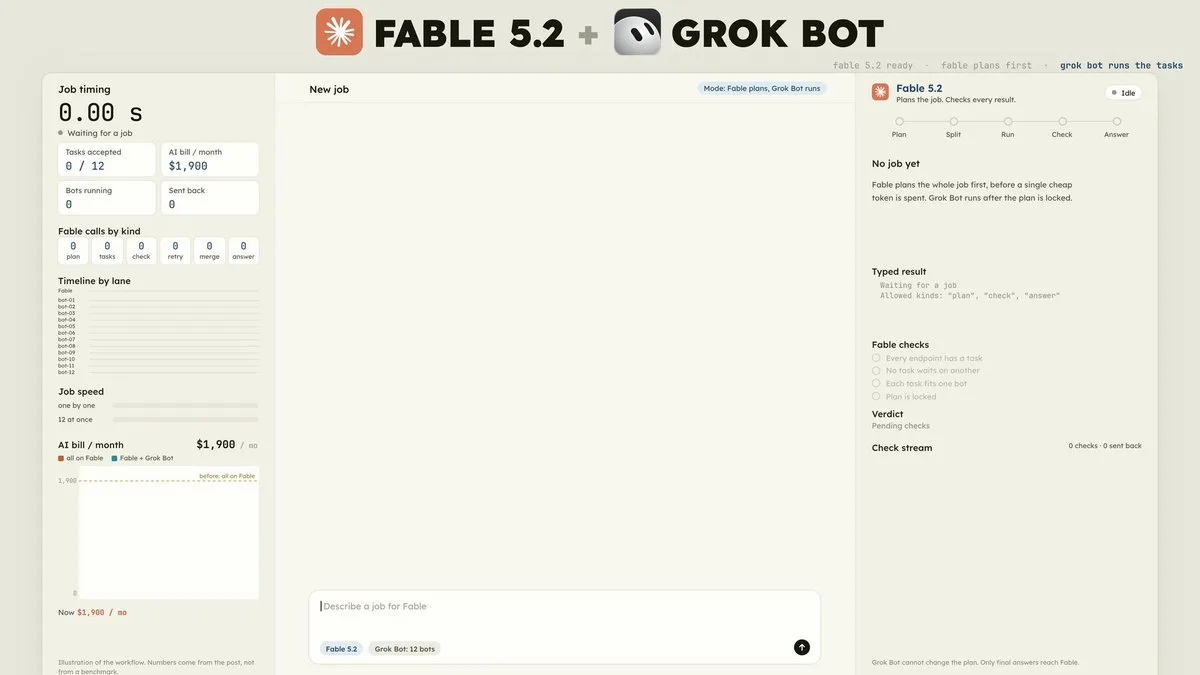 FABLE 5.2 + GROK BOT
fable 5.2 ready · fable plans first · grok bot runs the tasks
Job timing
0.00 s
Waiting for a job
Tasks accepted
0 / 12
AI bill / month
$1,900
Bots running
0
Sent back
0
Fable calls by kind
0 0 0 0 0 0
plan tasks check retry merge answer
Timeline by lane
Fable
bot-01
bot-02
bot-03
bot-04
bot-05
bot-06
bot-07
bot-08
bot-09
bot-10
bot-11
bot-12
Job speed
one by one
12 at once
AI bill / month $1,900 / mo
all on Fable Fable + Grok Bot
before: all on Fable
1,900
0
Now $1,900 / mo
Illustration of the workflow. Numbers come from the post, not
from a benchmark.
New job
Mode: Fable plans, Grok Bot runs
Describe a job for Fable
Fable 5.2 Grok Bot: 12 bots
Fable 5.2
Plans the job. Checks every result.
Idle
Plan Split Run Check Answer
No job yet
Fable plans the whole job first, before a single cheap
token is spent. Grok Bot runs after the plan is locked.
Typed result
Waiting for a job
Allowed kinds: "plan", "check", "answer"
Fable checks
Every endpoint has a task
No task waits on another
Each task fits one bot
Plan is locked
Verdict
Pending checks
Check stream 0 checks · 0 sent back
Grok Bot cannot change the plan. Only final answers reach Fable.